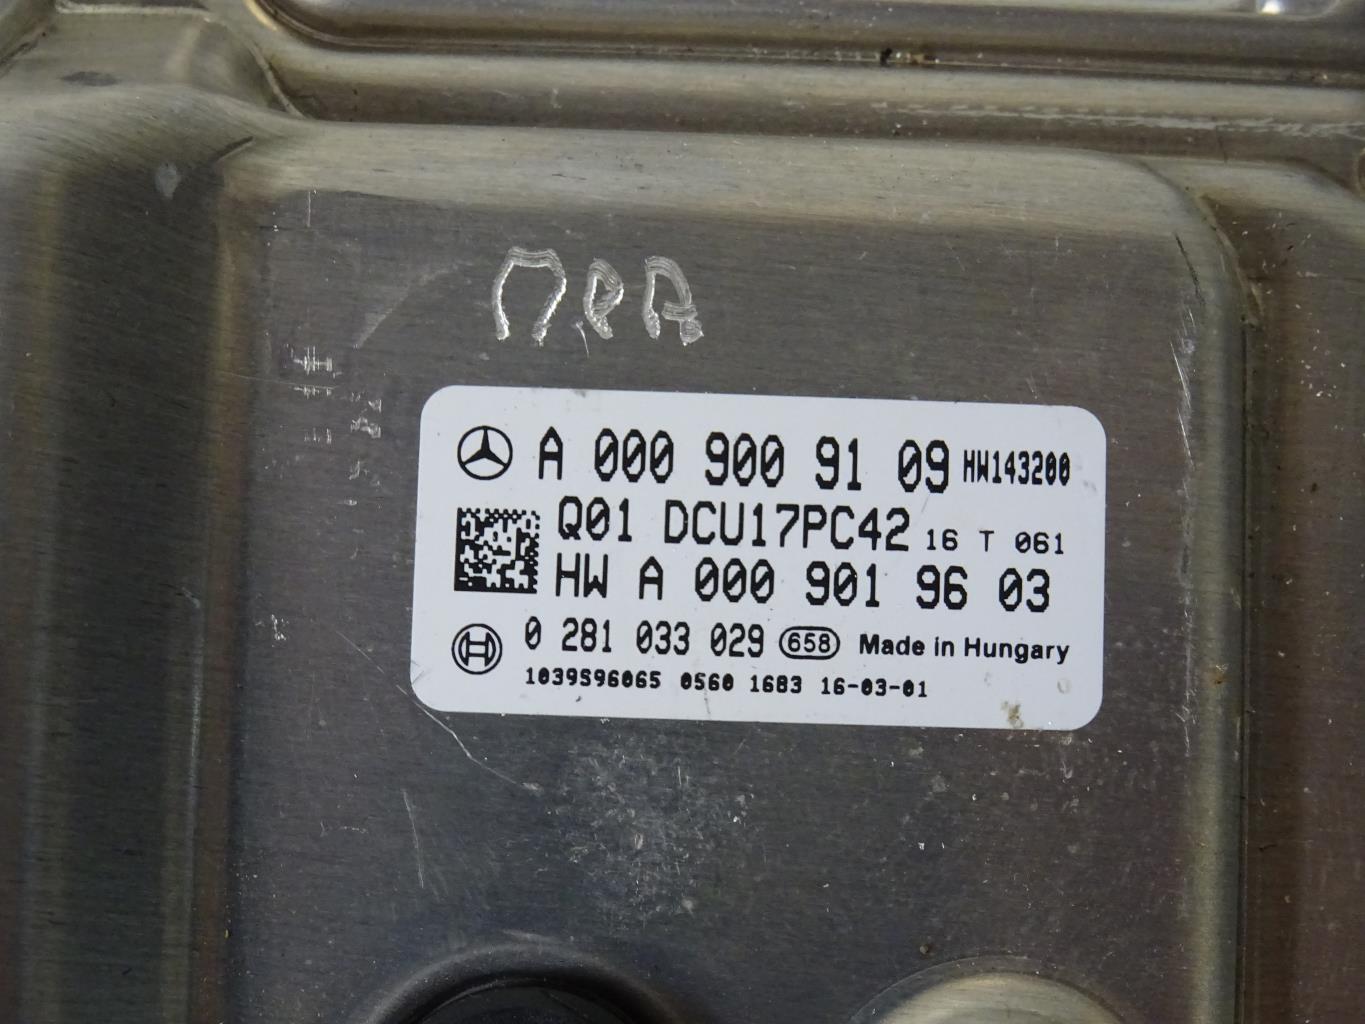 ПРА
A 000 900 91 09 HW143200
Q01 DCU17PC42 16 T 061
HW A 000 901 96 03
0 281 033 029 658 Made in Hungary
1039S96065 0560 1683 16-03-01